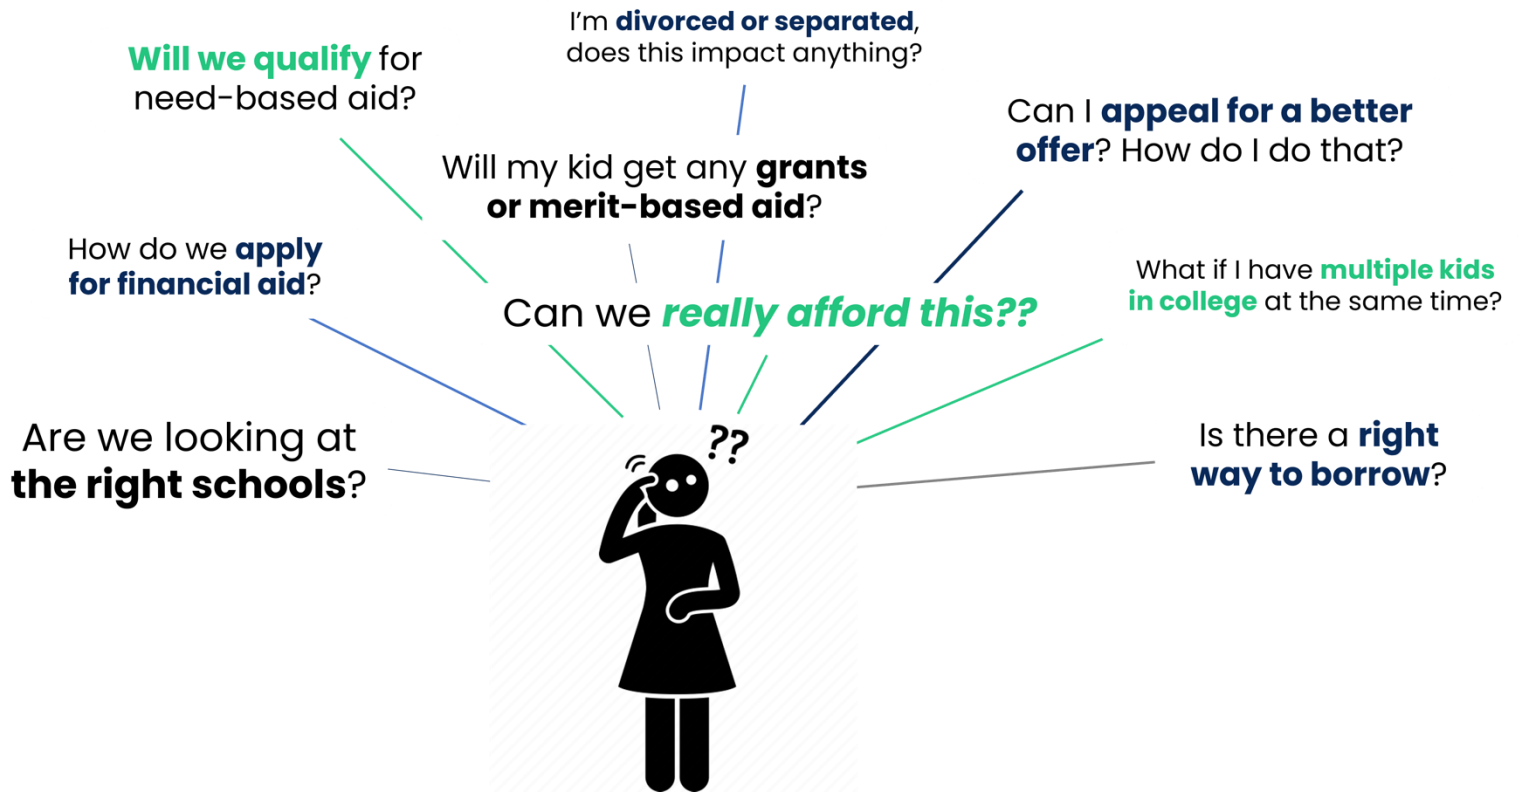 I’m divorced or separated,
does this impact anything?
Will we qualify for
need-based aid?
Can I appeal for a better
offer? How do I do that?
Will my kid get any grants
or merit-based aid?
How do we apply
for financial aid?
What if I have multiple kids
in college at the same time?
Can we really afford this??
Are we looking at
the right schools?
Is there a right
way to borrow?
??